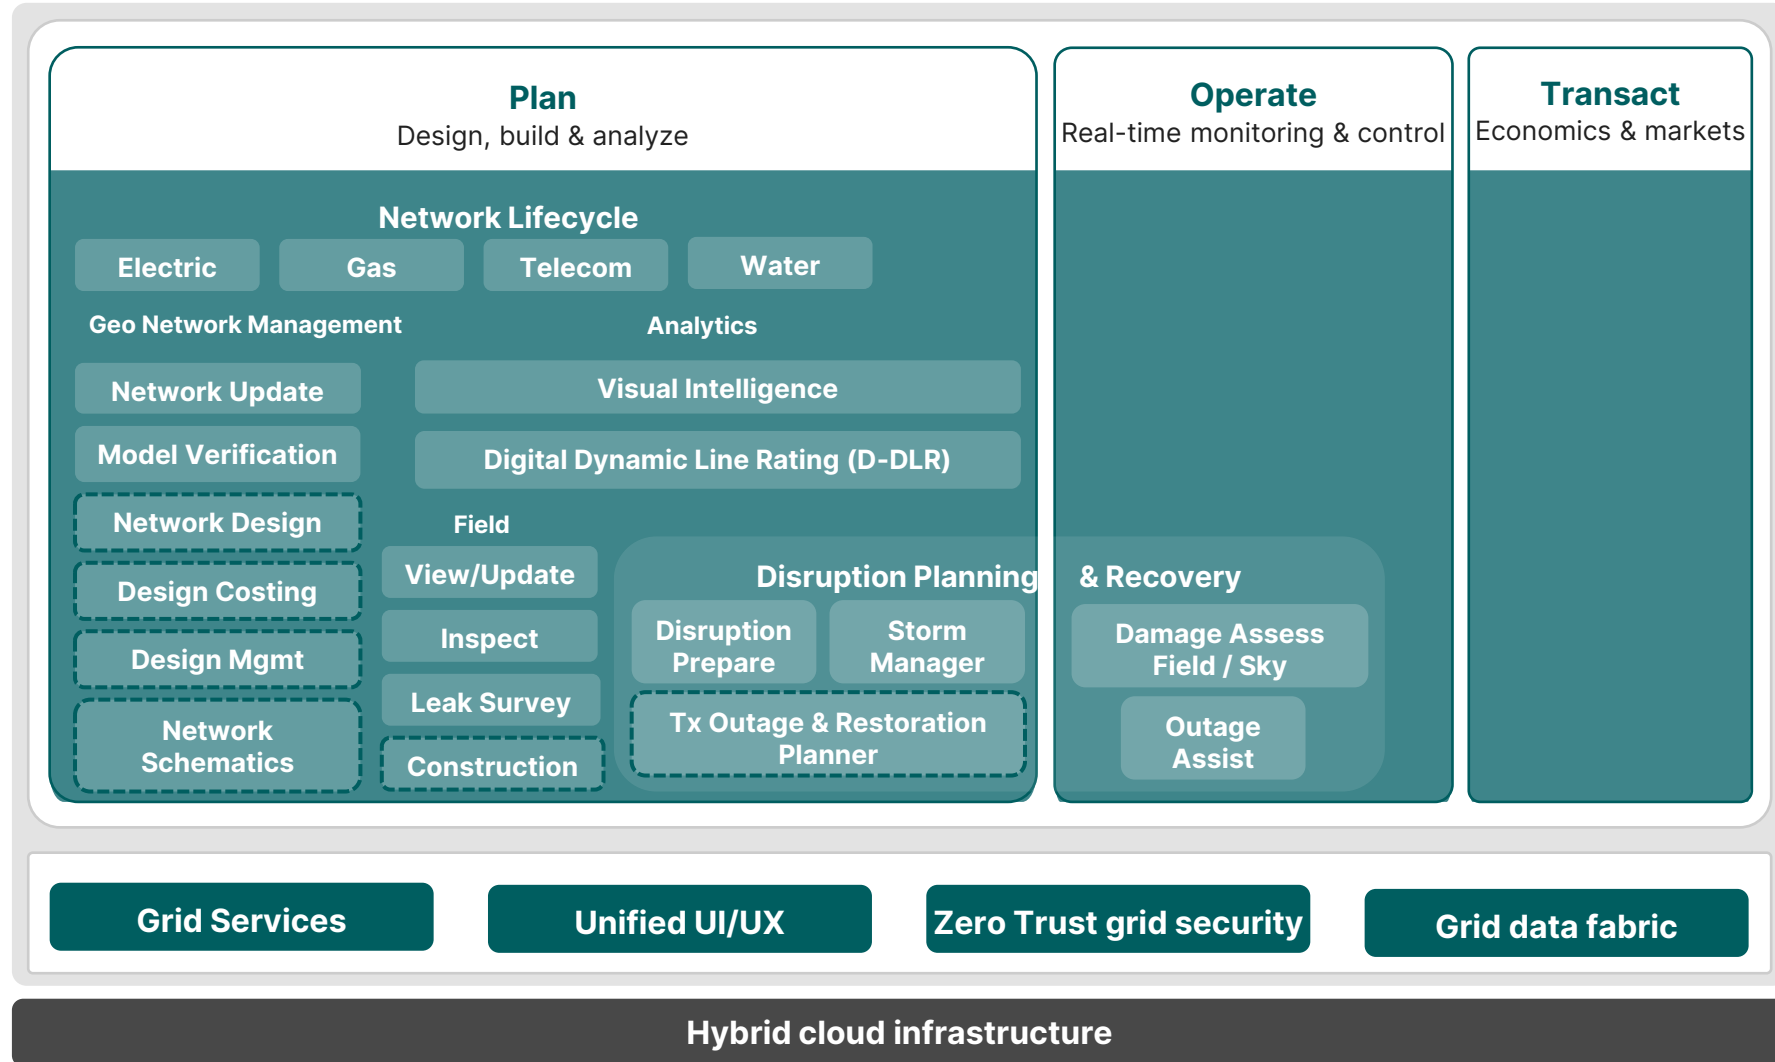 Plan
Design, build & analyze
Operate
Real-time monitoring & control
Transact
Economics & markets
Network Lifecycle
Electric
Gas
Telecom
Water
Geo Network Management
Network Update
Model Verification
Network Design
Design Costing
Design Mgmt
Network
Schematics
Analytics
Visual Intelligence
Digital Dynamic Line Rating (D-DLR)
Field
View/Update
Inspect
Leak Survey
Construction
Disruption Planning & Recovery
Disruption
Prepare
Storm
Manager
Tx Outage & Restoration
Planner
Damage Assess
Field / Sky
Outage
Assist
Grid Services
Unified UI/UX
Zero Trust grid security
Grid data fabric
Hybrid cloud infrastructure